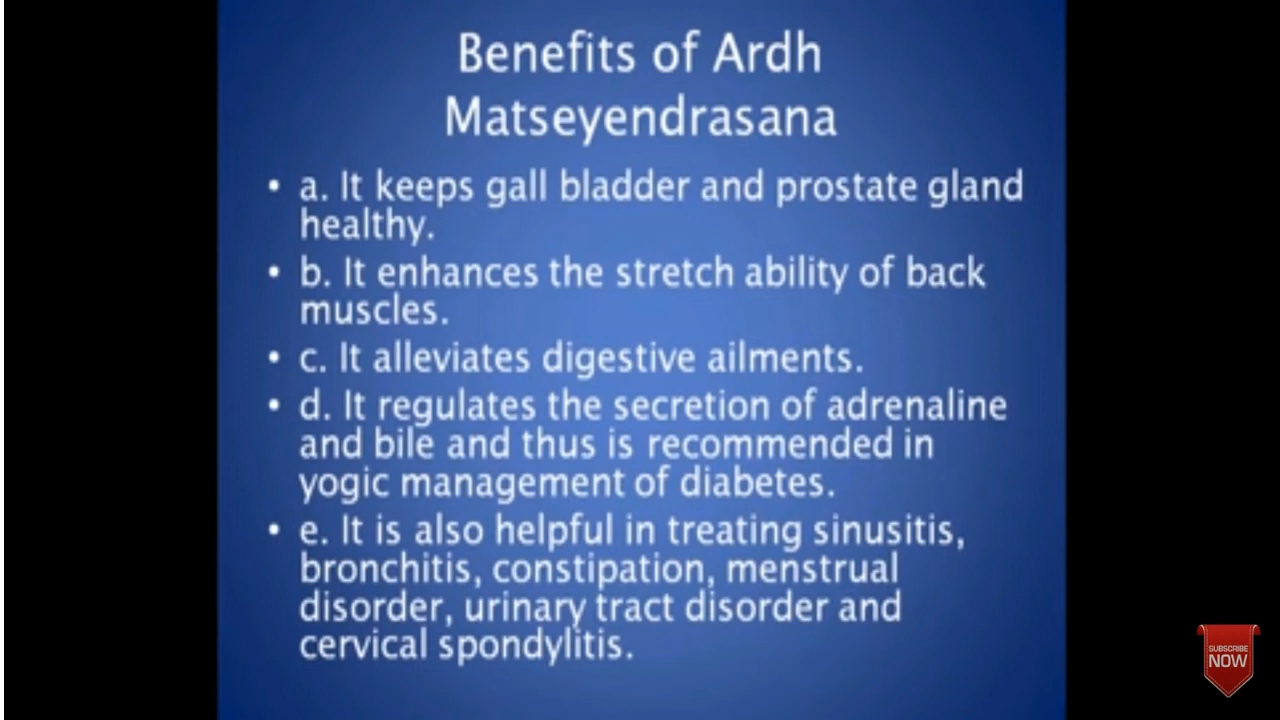 Benefits of Ardh
Matseyendrasana
• a. It keeps gall bladder and prostate gland
healthy.
• b. It enhances the stretch ability of back
muscles.
• c. It alleviates digestive ailments.
• d. It regulates the secretion of adrenaline
and bile and thus is recommended in
yogic management of diabetes.
• e. It is also helpful in treating sinusitis,
bronchitis, constipation, menstrual
disorder, urinary tract disorder and
cervical spondylitis.
SUBSCRIBE
NOW